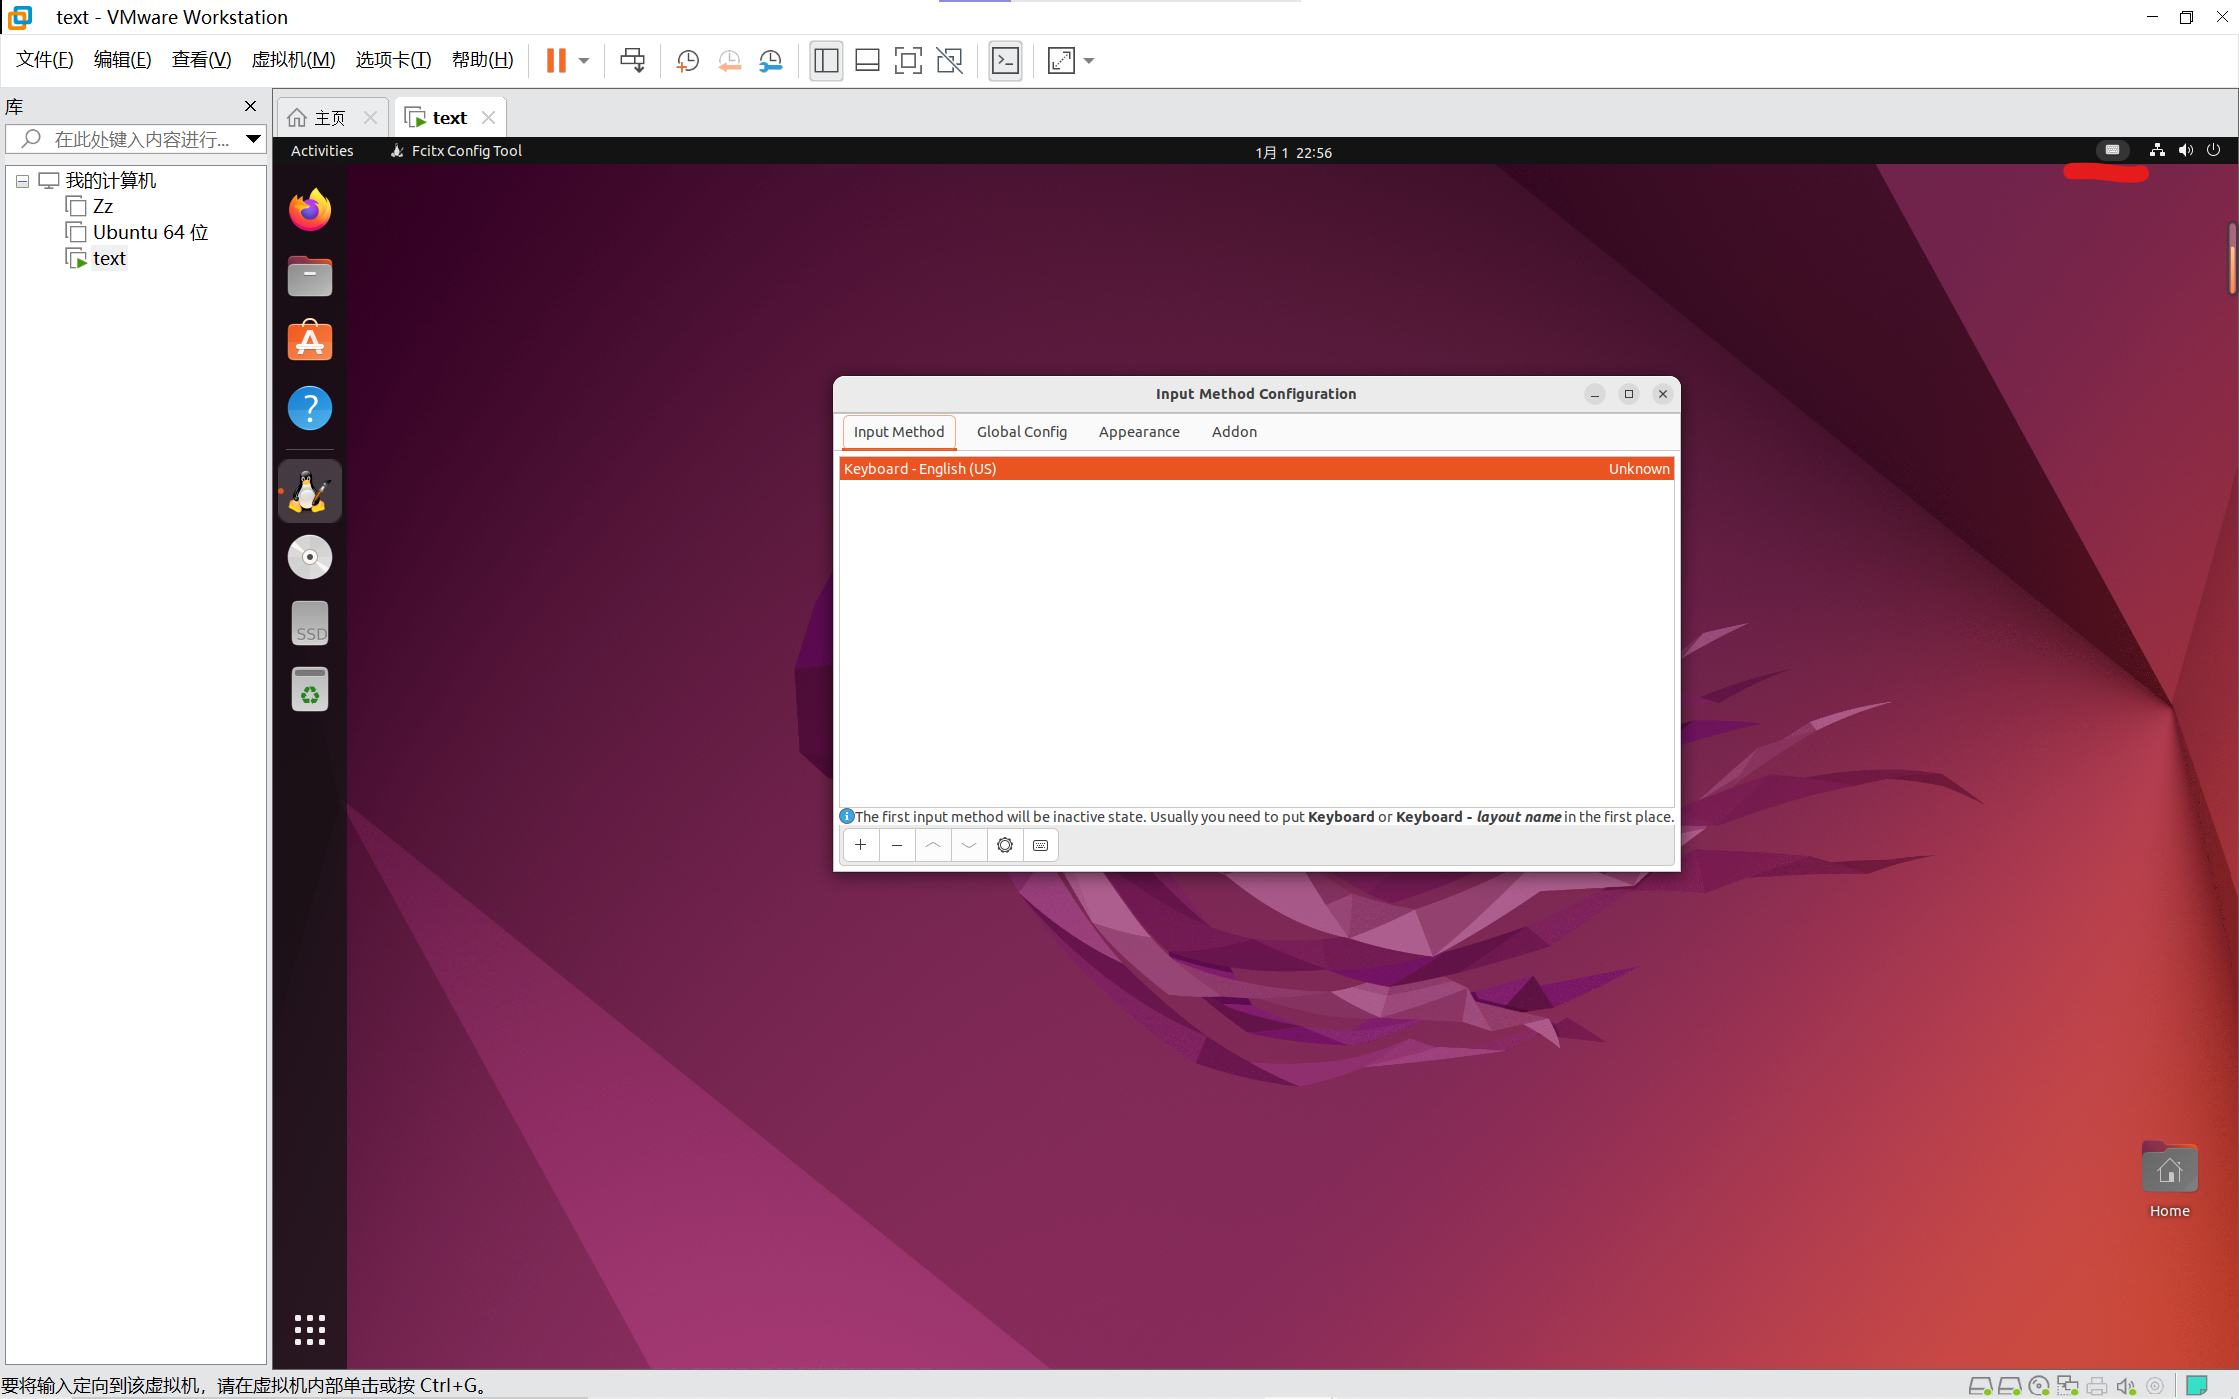 text - VMware Workstation
文件(F) 编辑(E) 查看(V) 虚拟机(M) 选项卡(T) 帮助(H)
库
在此处键入内容进行...
我的计算机
Zz
Ubuntu 64 位
text
主页
text
Activities
Fcitx Config Tool
1月 1 22:56
SSD
Input Method Configuration
Input Method Global Config Appearance Addon
Keyboard - English (US) Unknown
The first input method will be inactive state. Usually you need to put Keyboard or Keyboard - layout name in the first place.
Home
要将输入定向到该虚拟机，请在虚拟机内部单击或按 Ctrl+G。